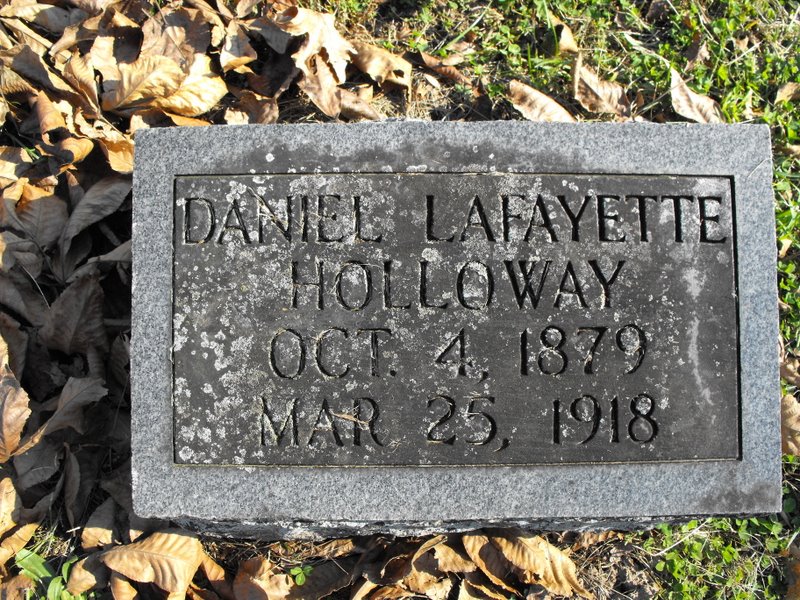 DANIEL LAFAYETTE
HOLLOWAY
OCT. 4, 1879
MAR 25, 1918